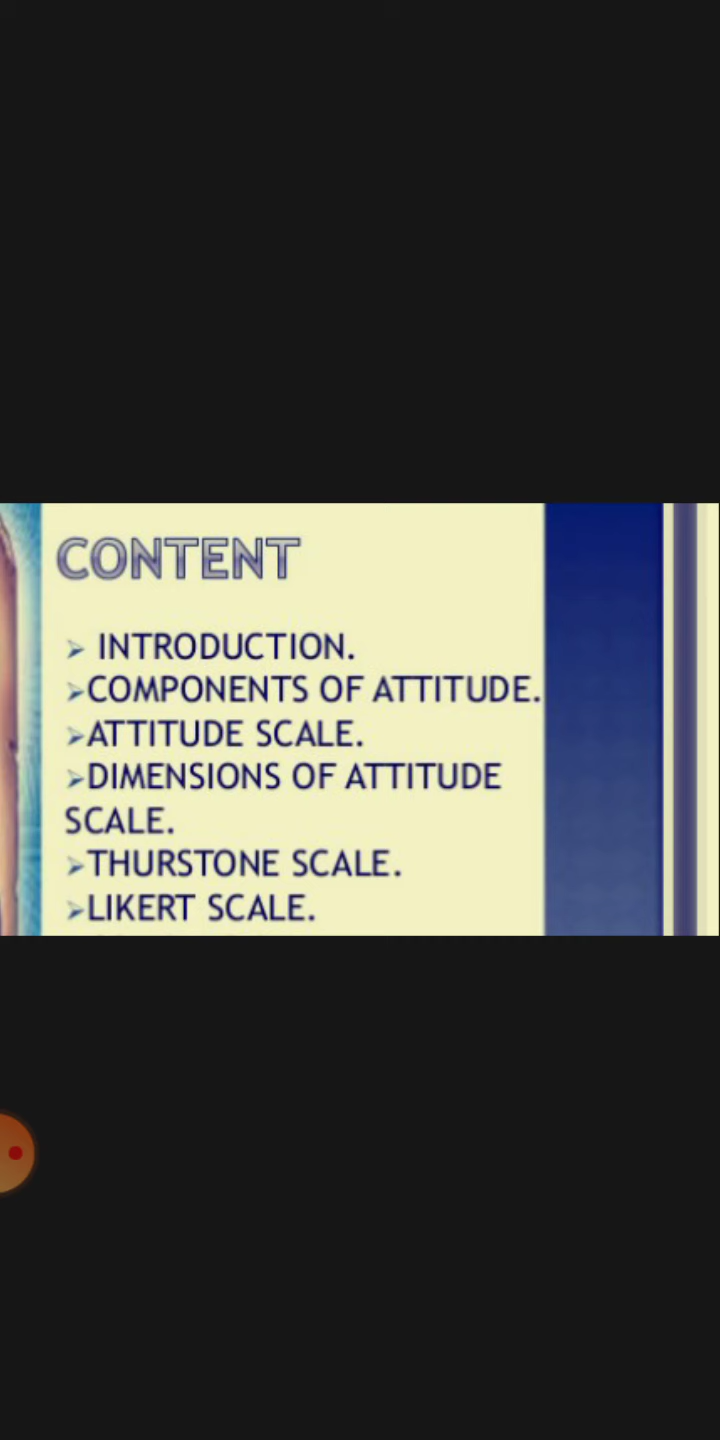 CONTENT
➢ INTRODUCTION.
➢COMPONENTS OF ATTITUDE.
➢ATTITUDE SCALE.
➢DIMENSIONS OF ATTITUDE
SCALE.
➢THURSTONE SCALE.
➢LIKERT SCALE.